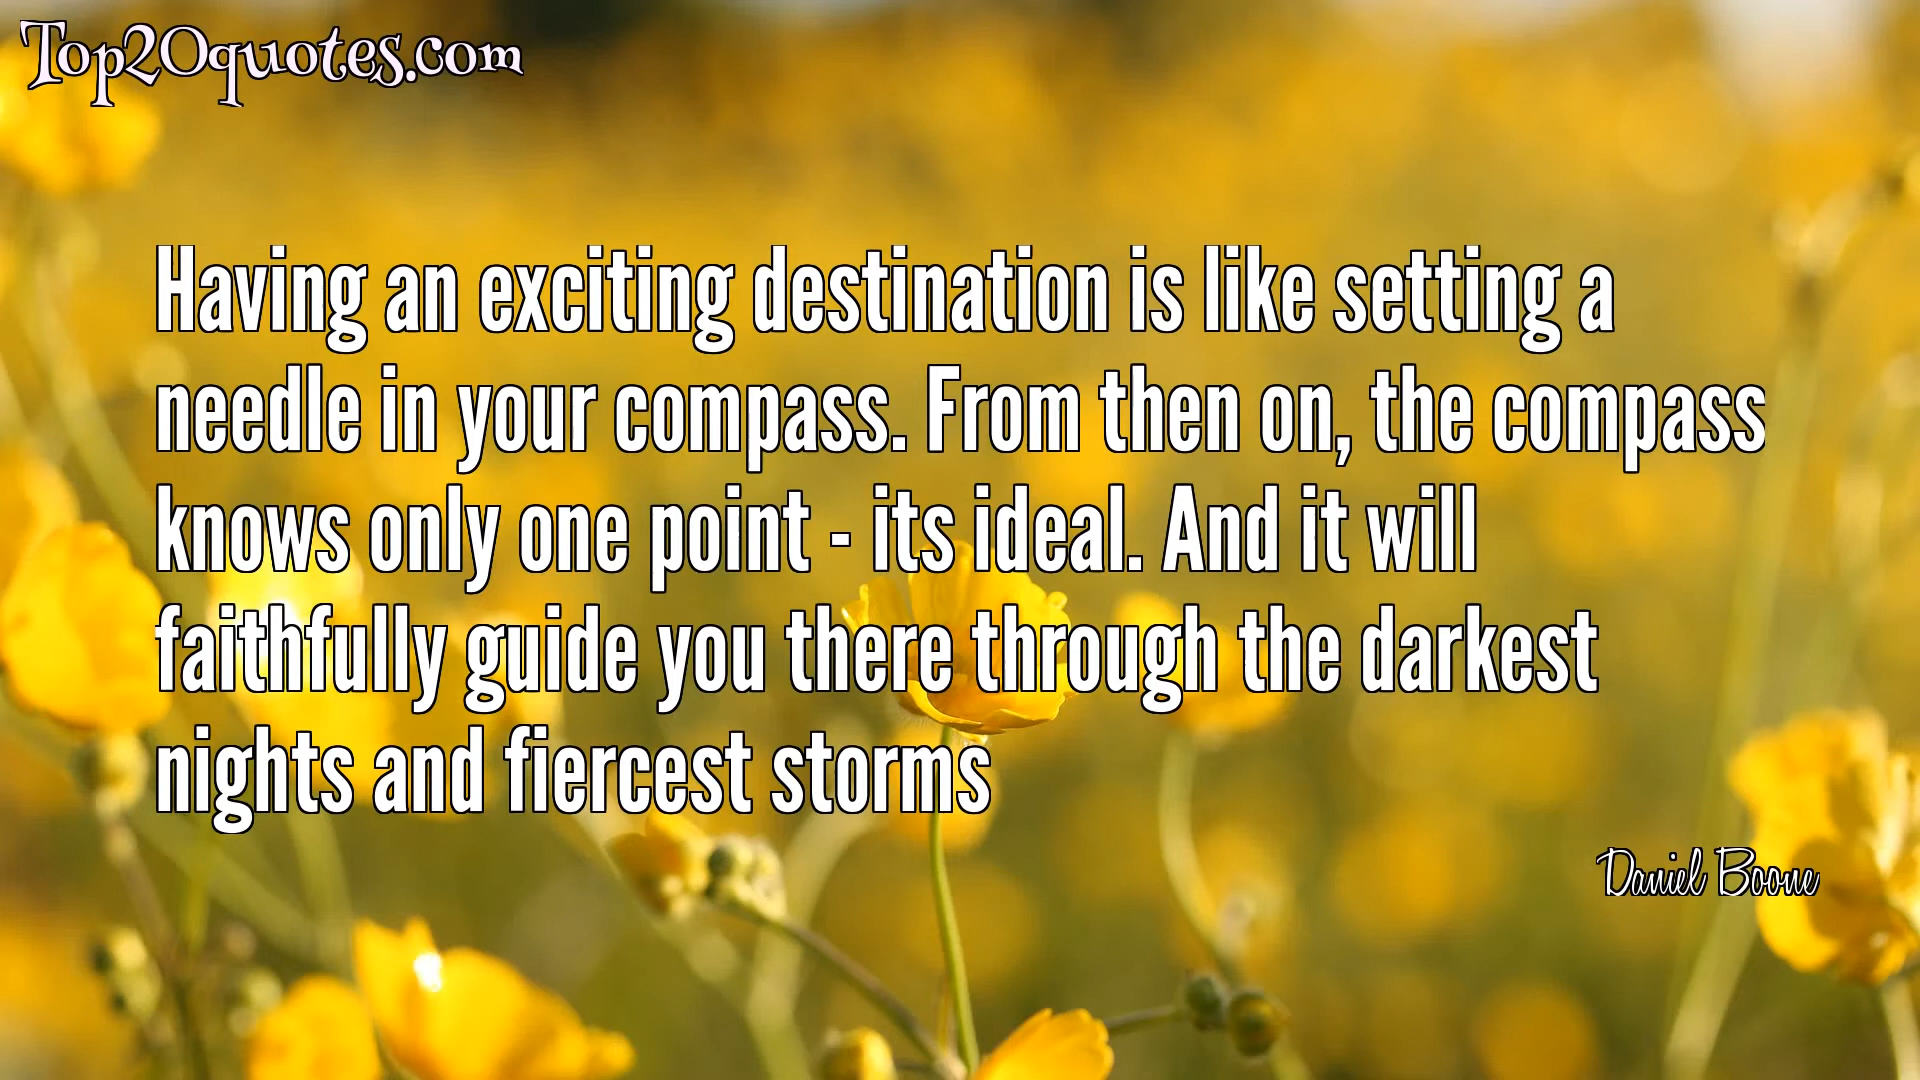 Top20quotes.com
Having an exciting destination is like setting a
needle in your compass. From then on, the compass
knows only one point - its ideal. And it will
faithfully guide you there through the darkest
nights and fiercest storms
Daniel Boone